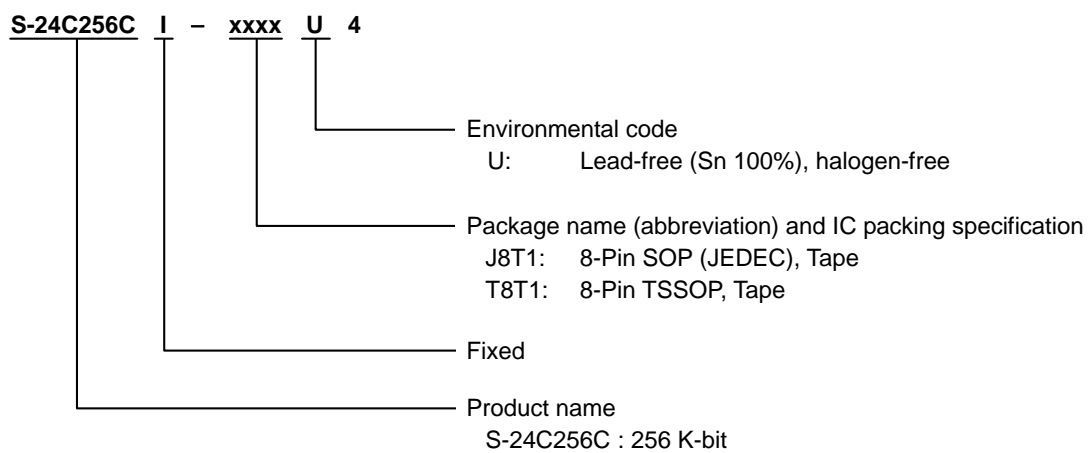 S-24C256C I – xxxx U 4
Environmental code
U: Lead-free (Sn 100%), halogen-free
Package name (abbreviation) and IC packing specification
J8T1: 8-Pin SOP (JEDEC), Tape
T8T1: 8-Pin TSSOP, Tape
Fixed
Product name
S-24C256C : 256 K-bit